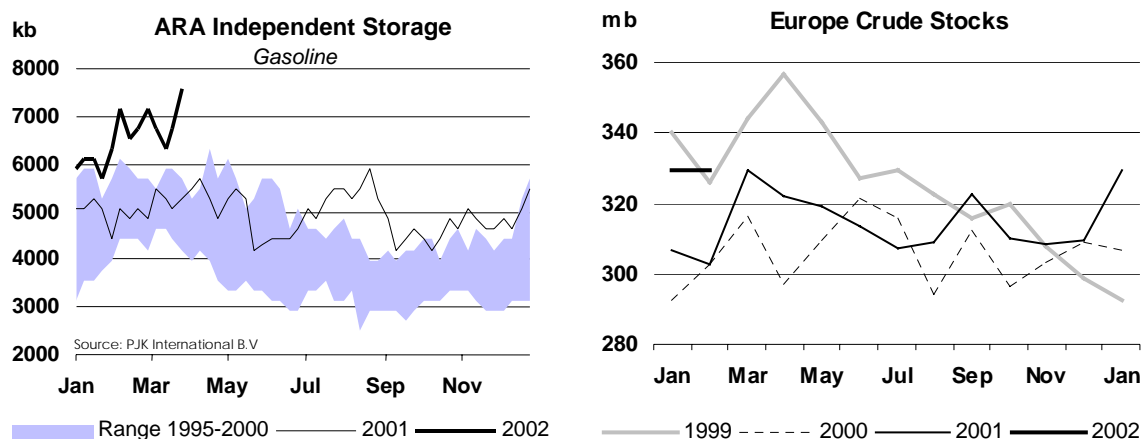 ARA Independent Storage
Gasoline
kb
8000
7000
6000
5000
4000
3000
2000
Source: PJK International B.V
Jan Mar May Jul Sep Nov
Range 1995-2000 2001 2002
Europe Crude Stocks
mb
360
340
320
300
280
Jan Mar May Jul Sep Nov Jan
1999 2000 2001 2002